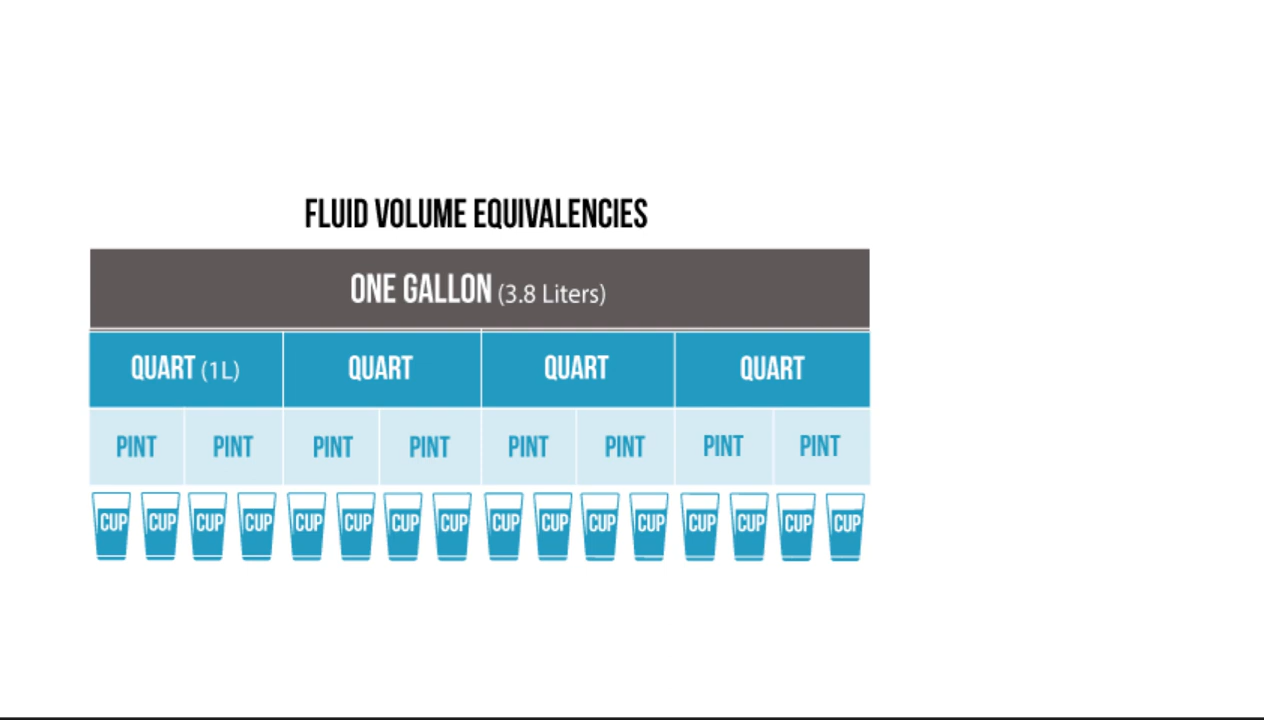 FLUID VOLUME EQUIVALENCIES
ONE GALLON (3.8 Liters)
QUART (1L) QUART QUART QUART
PINT PINT PINT PINT PINT PINT PINT PINT
CUP CUP CUP CUP CUP CUP CUP CUP CUP CUP CUP CUP CUP CUP CUP CUP